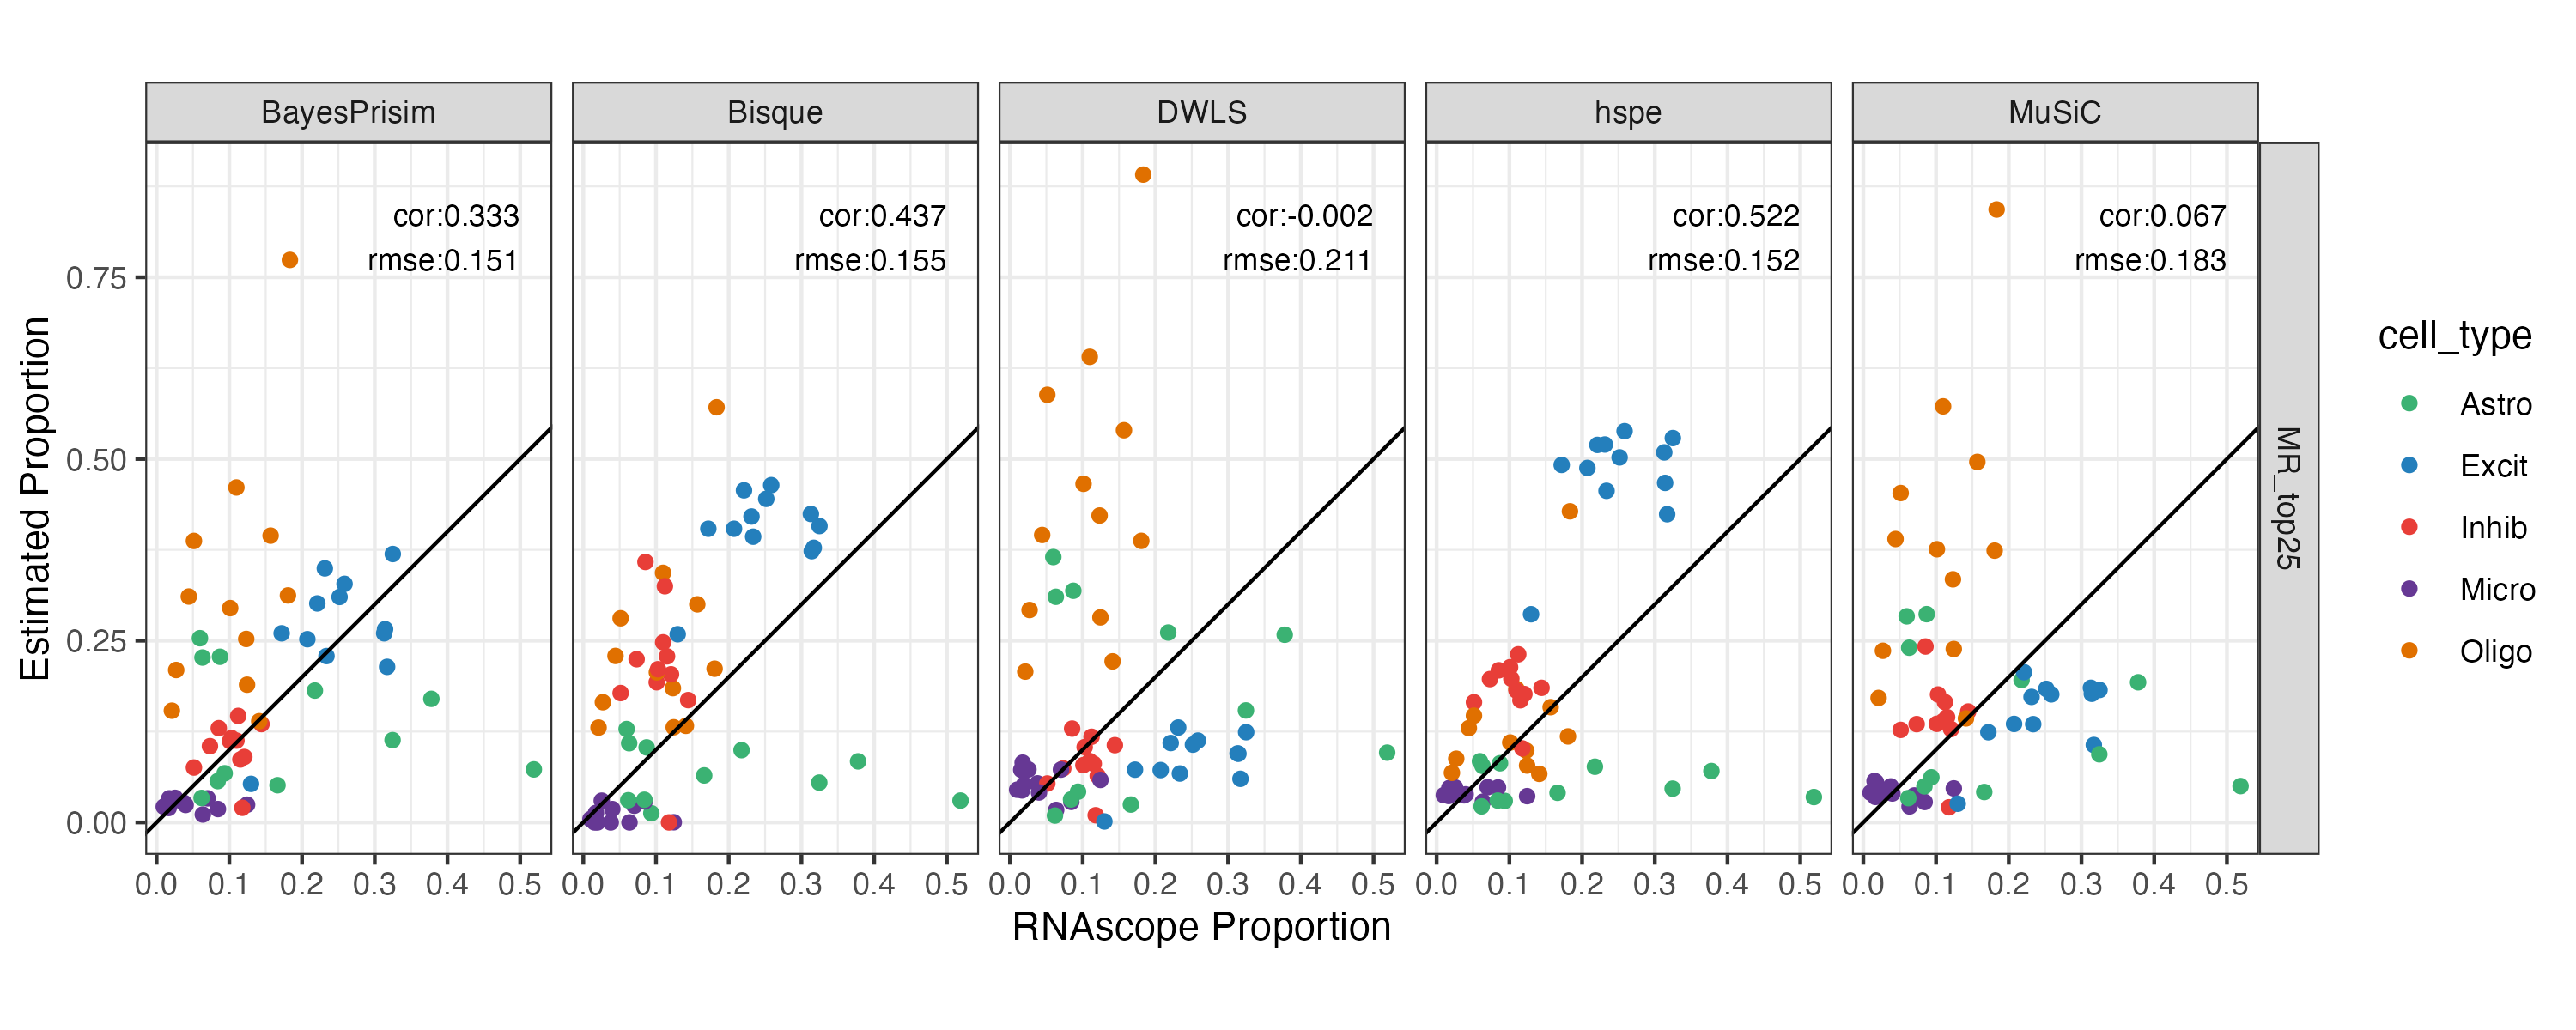 BayesPrisim
Bisque
DWLS
hspe
MuSiC
cor:0.333
rmse:0.151
cor:0.437
rmse:0.155
cor:-0.002
rmse:0.211
cor:0.522
rmse:0.152
cor:0.067
rmse:0.183
MR_top25
Estimated Proportion
0.75
0.50
0.25
0.00
0.0 0.1 0.2 0.3 0.4 0.5
0.0 0.1 0.2 0.3 0.4 0.5
0.0 0.1 0.2 0.3 0.4 0.5
0.0 0.1 0.2 0.3 0.4 0.5
0.0 0.1 0.2 0.3 0.4 0.5
RNAscope Proportion
cell_type
Astro
Excit
Inhib
Micro
Oligo